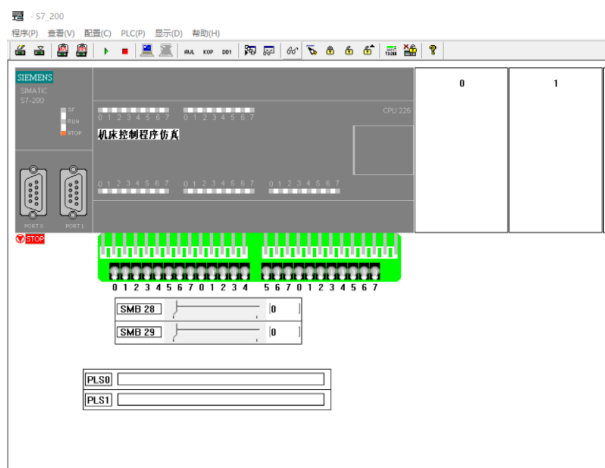 - S7_200
程序(P) 查看(V) 配置(C) PLC(P) 显示(D) 帮助(H)
AWL KOP DB1
SIEMENS
SIMATIC
S7-200
SF
RUN
STOP
0 1 2 3 4 5 6 7 0 1 2 3 4 5 6 7
CPU 226
机床控制程序仿真
0 1 2 3 4 5 6 7 0 1 2 3 4 5 6 7 0 1 2 3 4 5 6 7
PORT0 PORT1
STOP
0 1
0 1 2 3 4 5 6 7 0 1 2 3 4 5 6 7 0 1 2 3 4 5 6 7
SMB 28 0
SMB 29 0
PLS0
PLS1